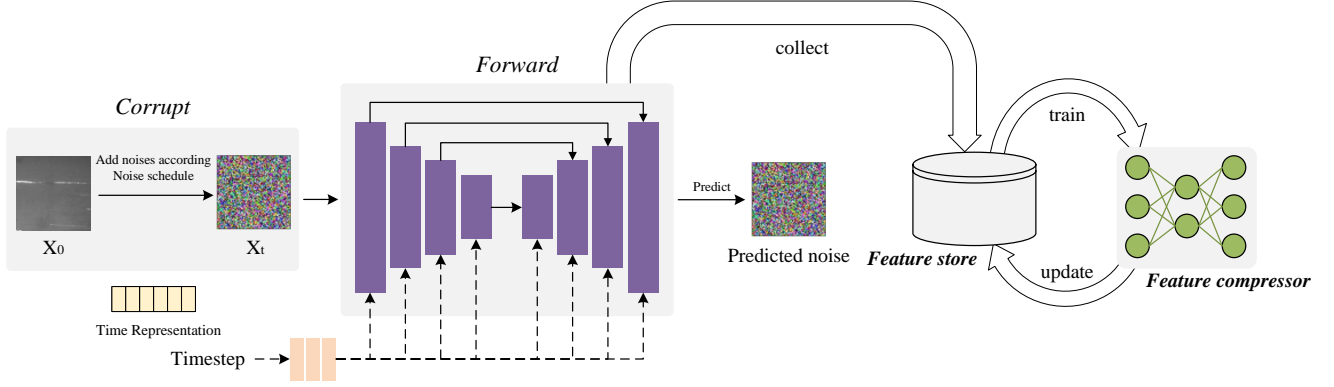 Corrupt
Add noises according
Noise schedule
X0
Xt
Time Representation
Timestep
Forward
Predict
Predicted noise
collect
train
update
Feature store
Feature compressor